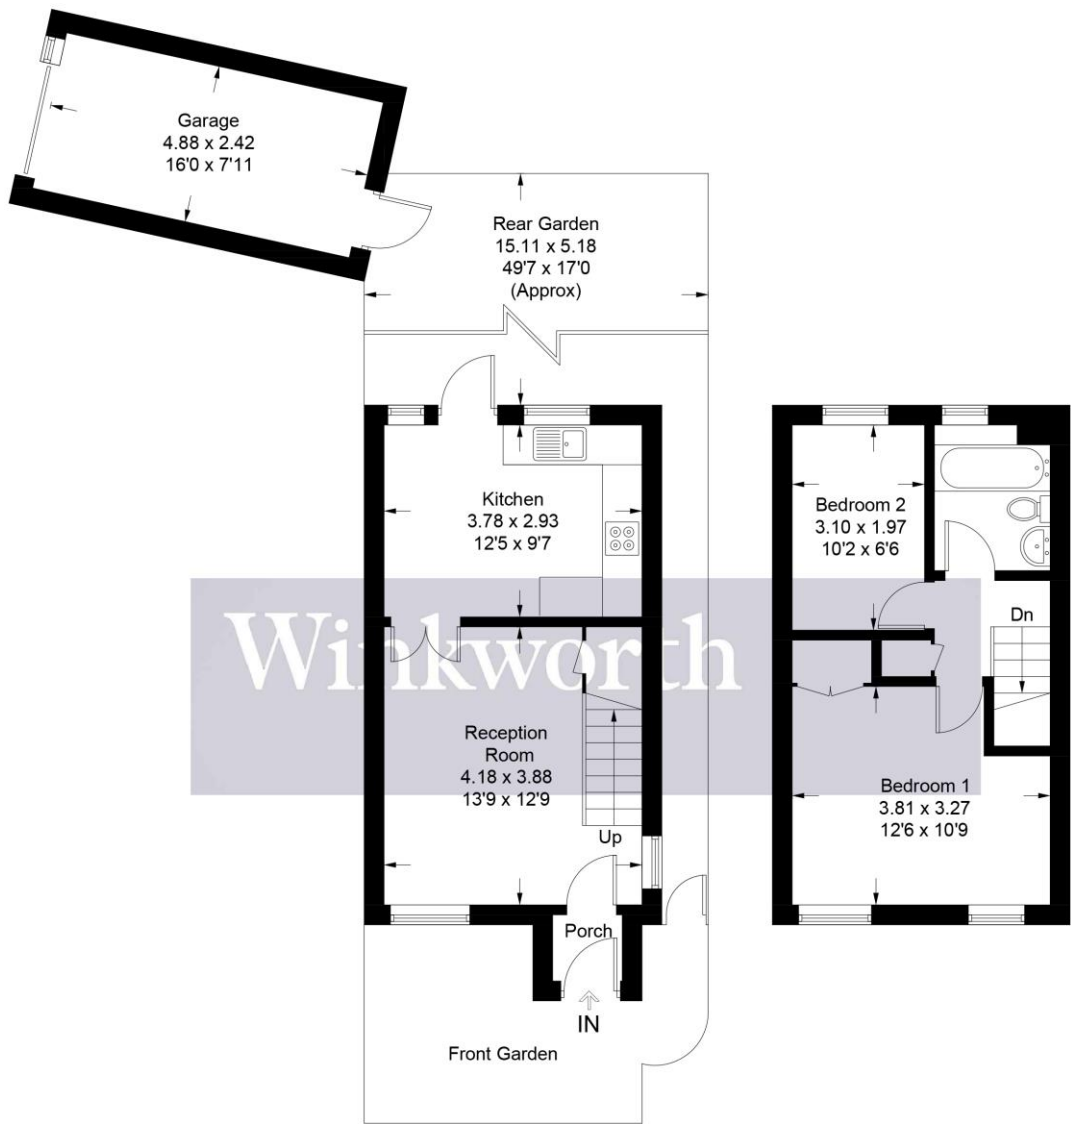 Garage
4.88 x 2.42
16'0 x 7'11
Rear Garden
15.11 x 5.18
49'7 x 17'0
(Approx)
Kitchen
3.78 x 2.93
12'5 x 9'7
Bedroom 2
3.10 x 1.97
10'2 x 6'6
Dn
Winkworth
Reception
Room
4.18 x 3.88
13'9 x 12'9
Up
Bedroom 1
3.81 x 3.27
12'6 x 10'9
Porch
IN
Front Garden